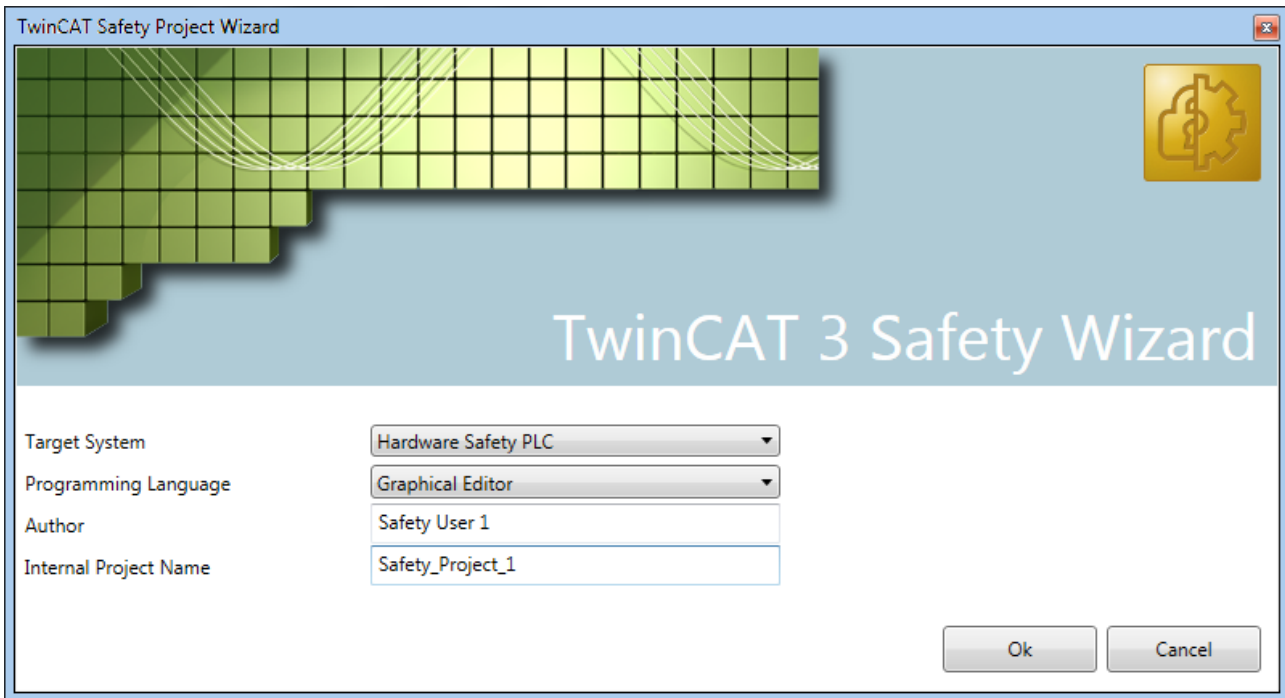 TwinCAT Safety Project Wizard
TwinCAT 3 Safety Wizard
Target System Hardware Safety PLC
Programming Language Graphical Editor
Author Safety User 1
Internal Project Name Safety_Project_1
Ok Cancel